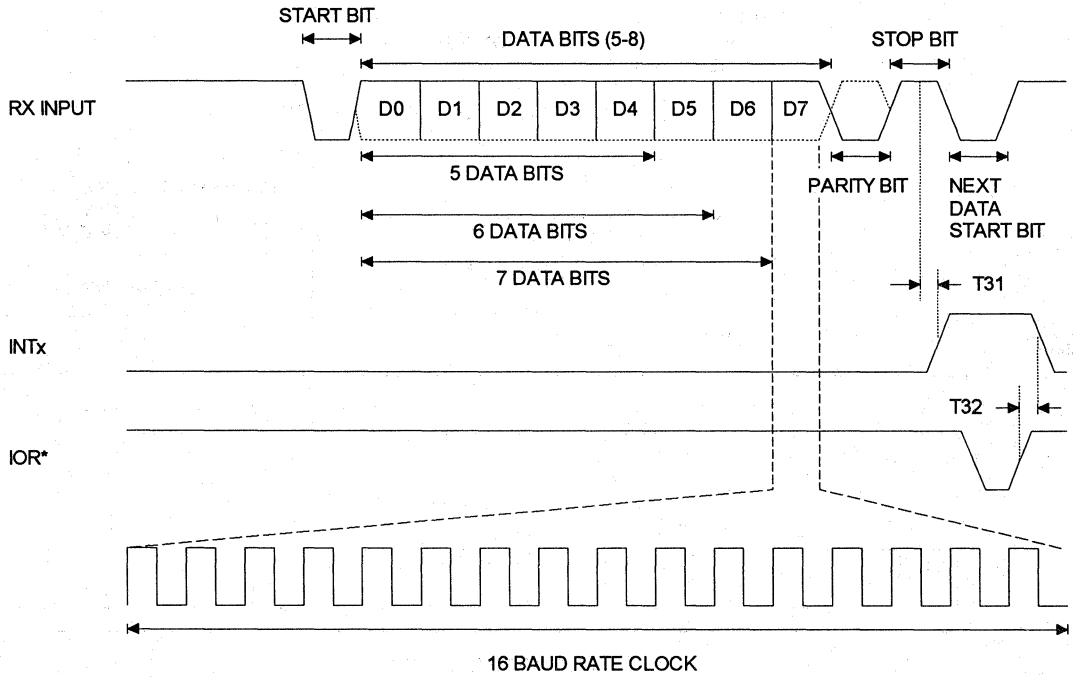 START BIT
DATA BITS (5-8)
STOP BIT
RX INPUT
D0 D1 D2 D3 D4 D5 D6 D7
5 DATA BITS
PARITY BIT
NEXT
DATA
START BIT
6 DATA BITS
7 DATA BITS
T31
INTx
T32
IOR*
16 BAUD RATE CLOCK